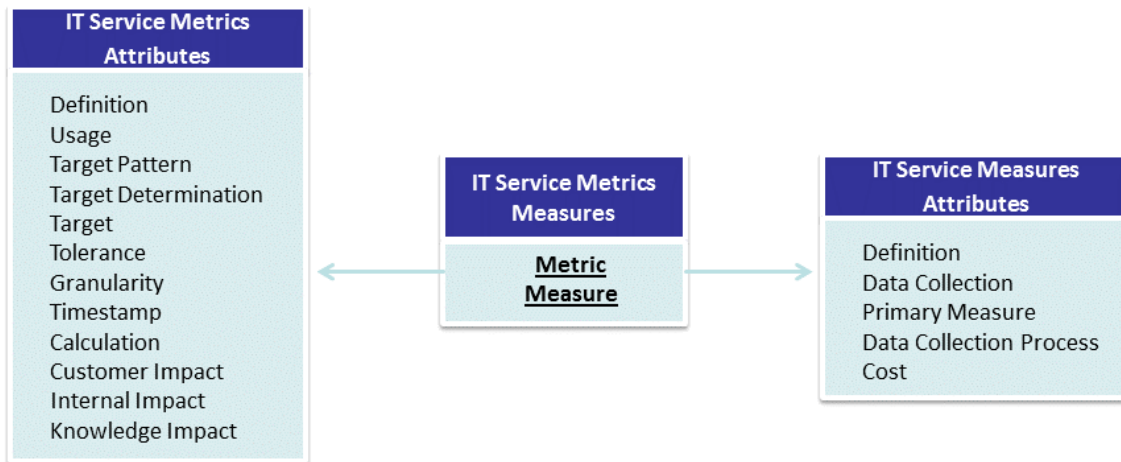 IT Service Metrics
Attributes
Definition
Usage
Target Pattern
Target Determination
Target
Tolerance
Granularity
Timestamp
Calculation
Customer Impact
Internal Impact
Knowledge Impact
IT Service Metrics
Measures
Metric
Measure
IT Service Measures
Attributes
Definition
Data Collection
Primary Measure
Data Collection Process
Cost